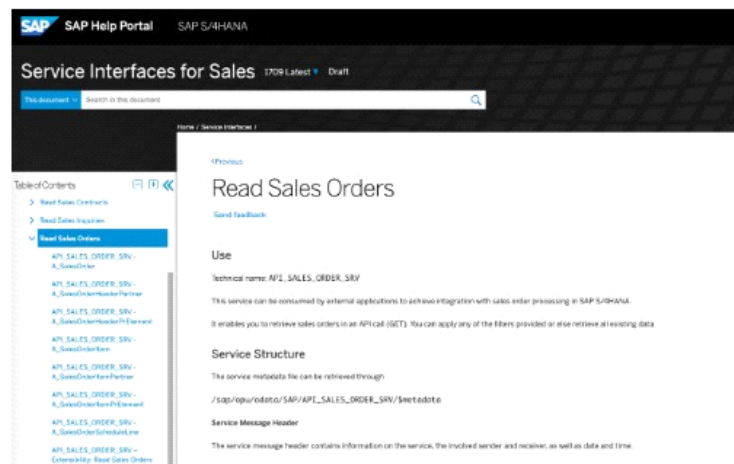 SAP SAP Help Portal SAP S/4HANA
Service Interfaces for Sales 1709 Latest Draft
This document Search in this document
Home / Service Interfaces /
Previous
Table of Contents
Read Sales Orders
Read Sales Contracts
Send feedback
Read Sales Inquiries
Read Sales Orders
Use
API_SALES_ORDER_SRV -
A_SalesOrder
Technical name: API_SALES_ORDER_SRV
API_SALES_ORDER_SRV -
A_SalesOrderHeaderPartner
This service can be consumed by external applications to achieve integration with sales order processing in SAP S/4HANA.
API_SALES_ORDER_SRV -
A_SalesOrderHeaderPrElement
It enables you to retrieve sales orders in an API call (GET). You can apply any of the filters provided or else retrieve all existing data
API_SALES_ORDER_SRV -
A_SalesOrderItem
Service Structure
API_SALES_ORDER_SRV -
A_SalesOrderItemPartner
The service metadata file can be retrieved through
API_SALES_ORDER_SRV -
A_SalesOrderItemPrElement
/sap/opu/odata/SAP/API_SALES_ORDER_SRV/$metadata
API_SALES_ORDER_SRV -
A_SalesOrderScheduleLine
Service Message Header
API_SALES_ORDER_SRV -
Extensibility: Read Sales Orders
The service message header contains information on the service, the involved sender and receiver, as well as date and time.